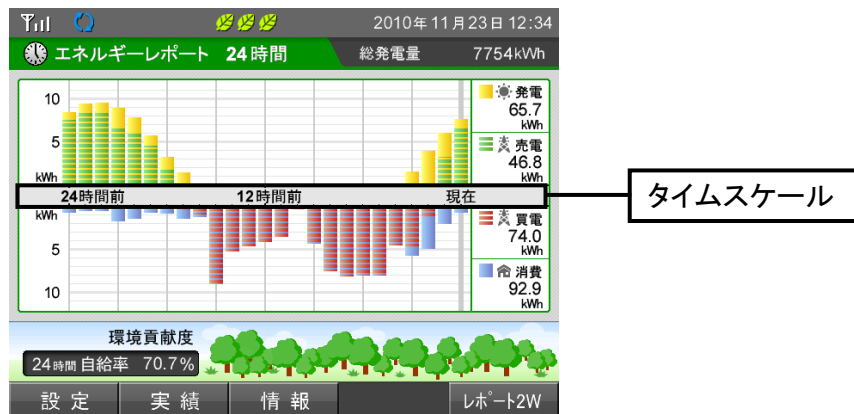 2010年11月23日 12:34
エネルギーレポート 24時間 総発電量 7754kWh
10
5
kWh
24時間前 12時間前 現在
kWh
5
10
発電
65.7
kWh
売電
46.8
kWh
買電
74.0
kWh
消費
92.9
kWh
タイムスケール
環境貢献度
24時間 自給率 70.7%
設定 実績 情報 レポート2W